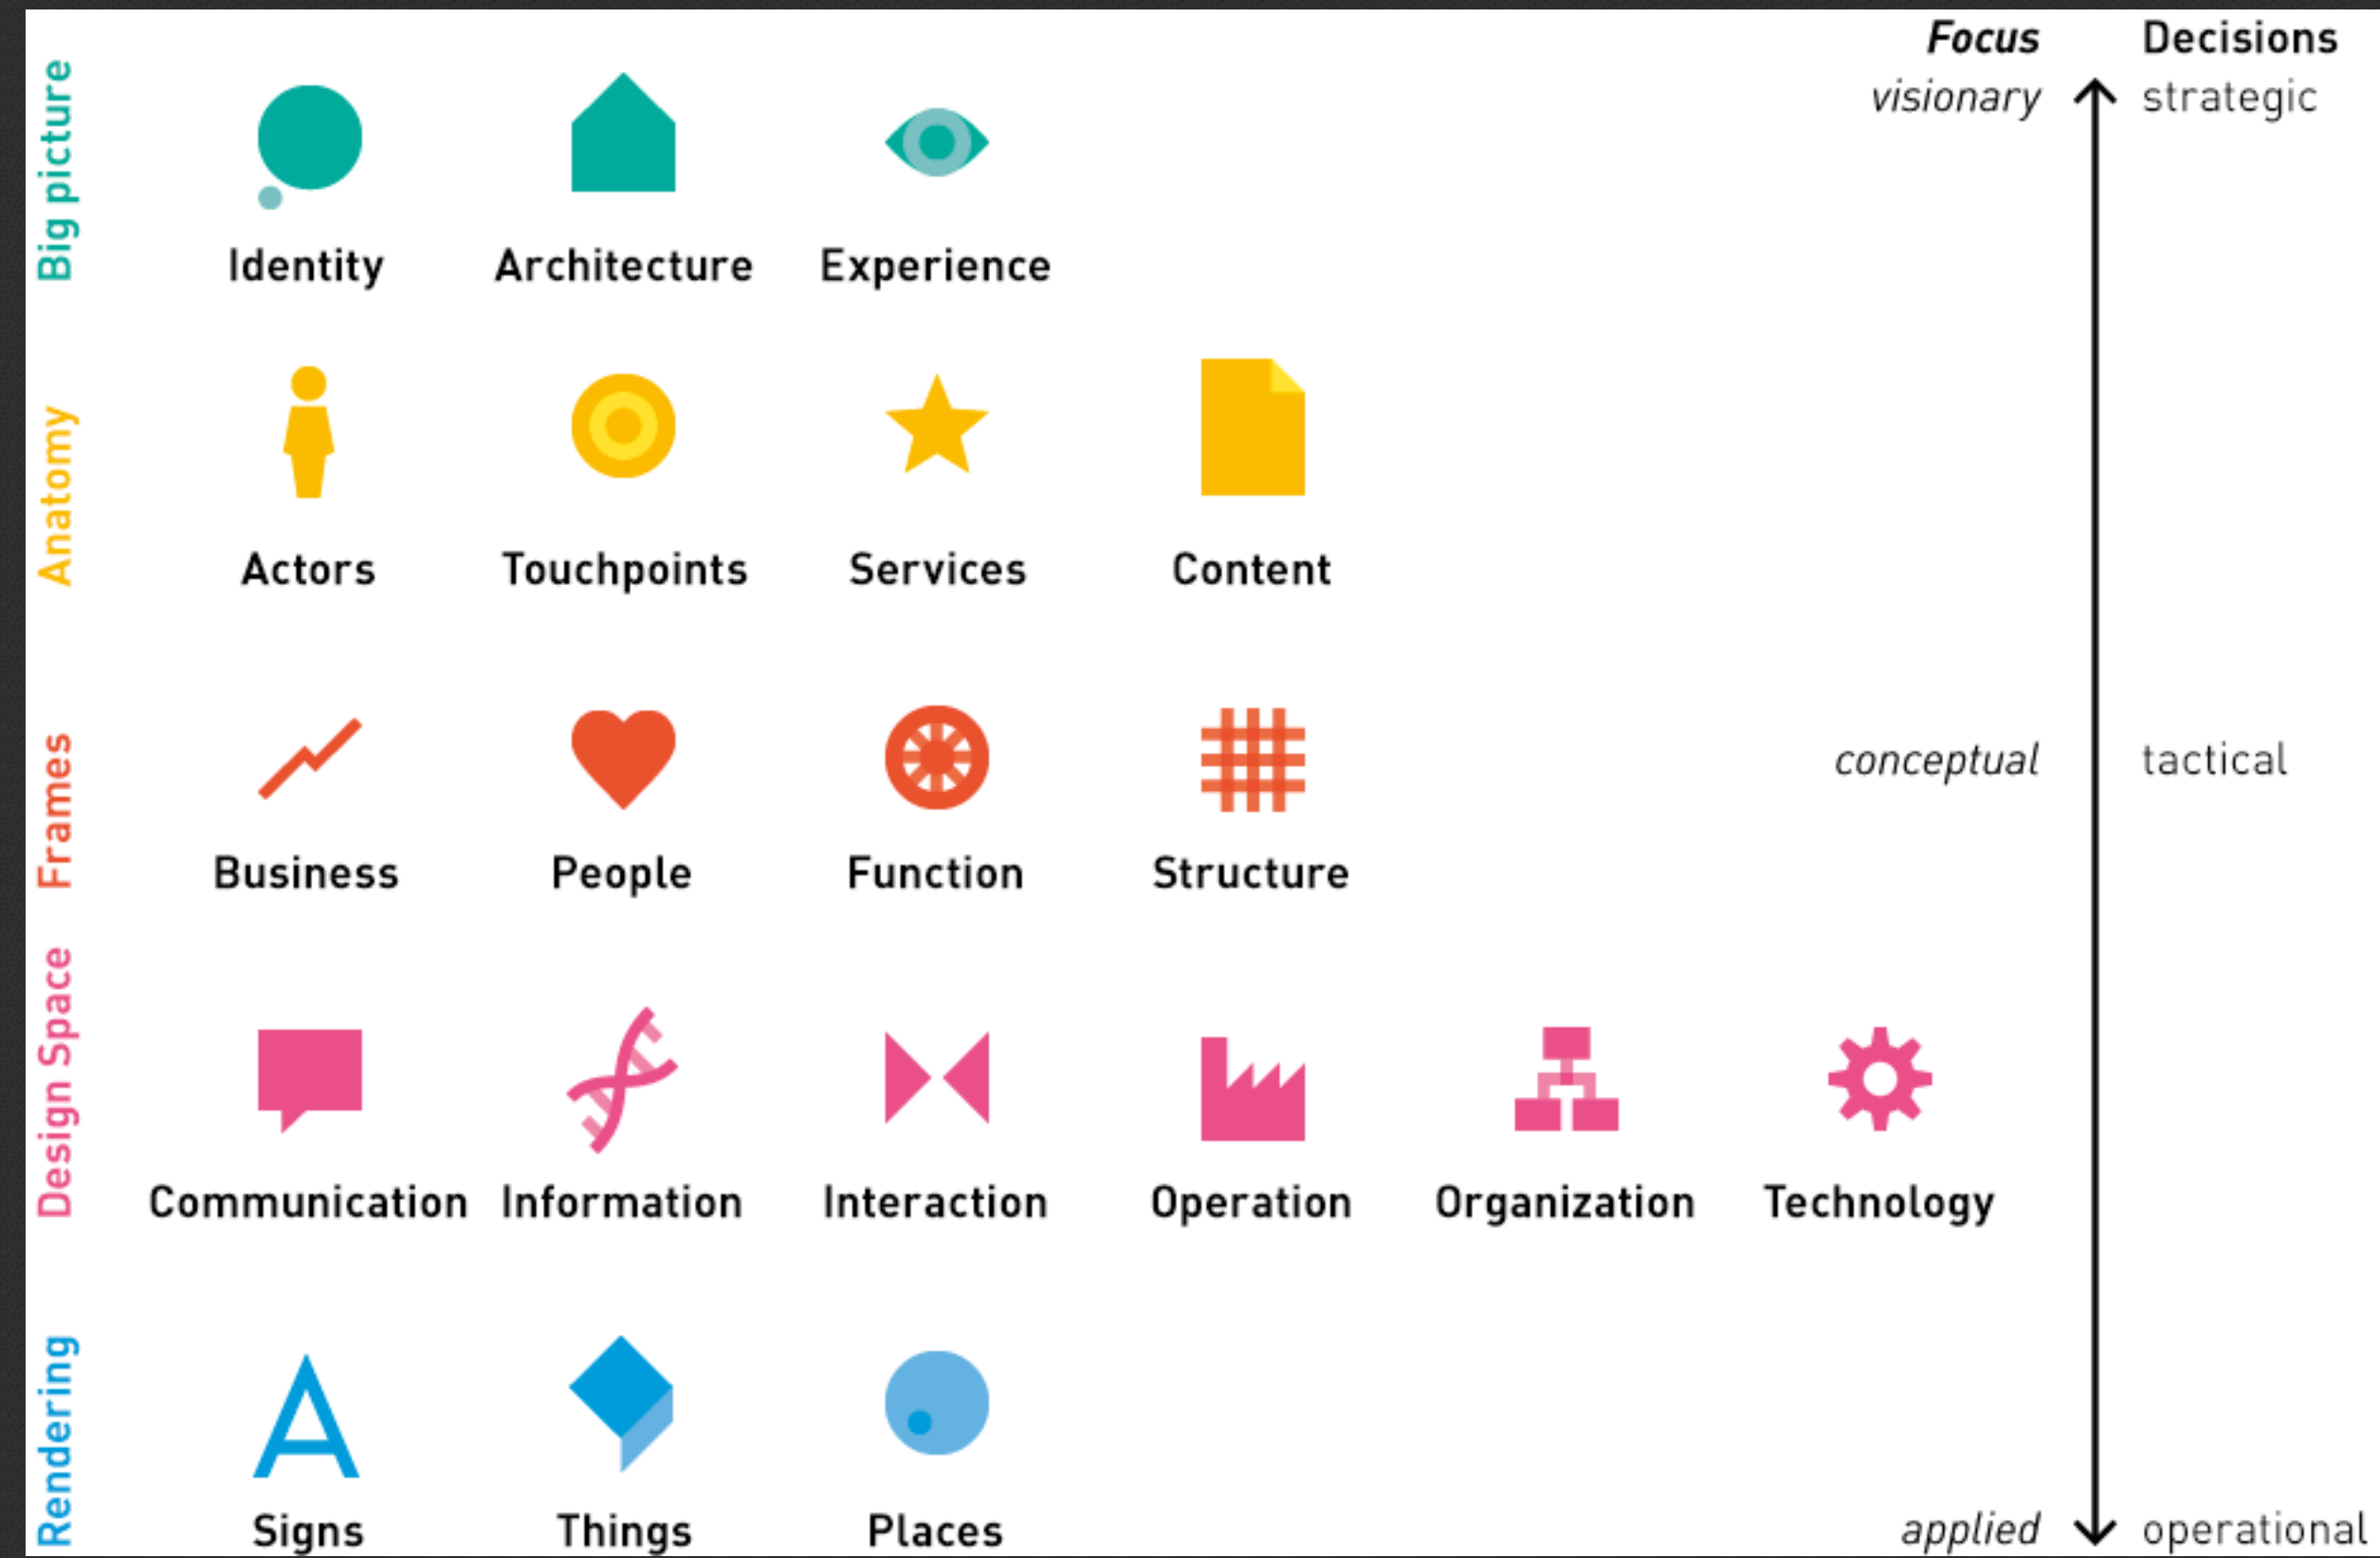 Focus Decisions
visionary strategic
Big picture
Identity Architecture Experience
Anatomy
Actors Touchpoints Services Content
Frames
conceptual tactical
Business People Function Structure
Design Space
Communication Information Interaction Operation Organization Technology
Rendering
Signs Things Places
applied operational